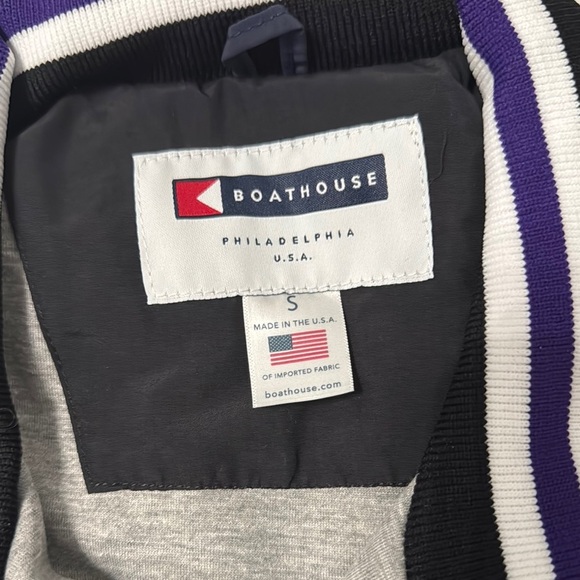 BOATHOUSE
PHILADELPHIA
U.S.A.
S
MADE IN THE U.S.A.
OF IMPORTED FABRIC
boathouse.com